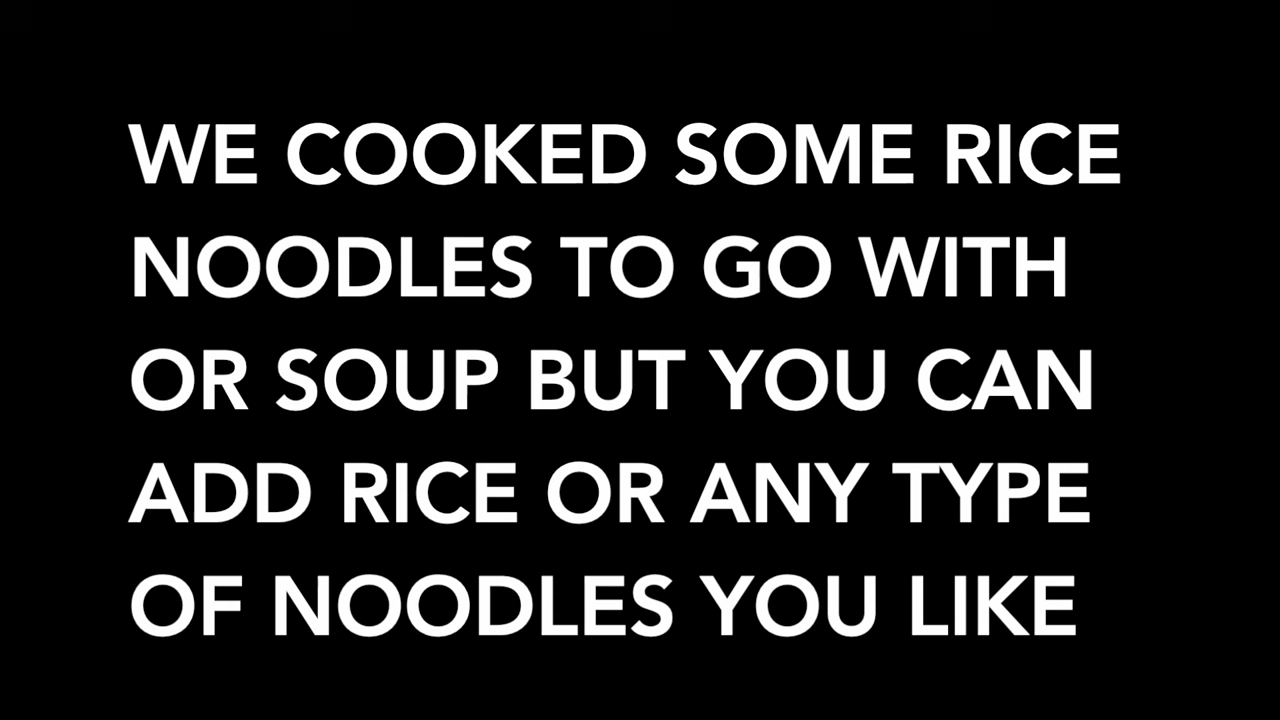 WE COOKED SOME RICE
NOODLES TO GO WITH
OR SOUP BUT YOU CAN
ADD RICE OR ANY TYPE
OF NOODLES YOU LIKE